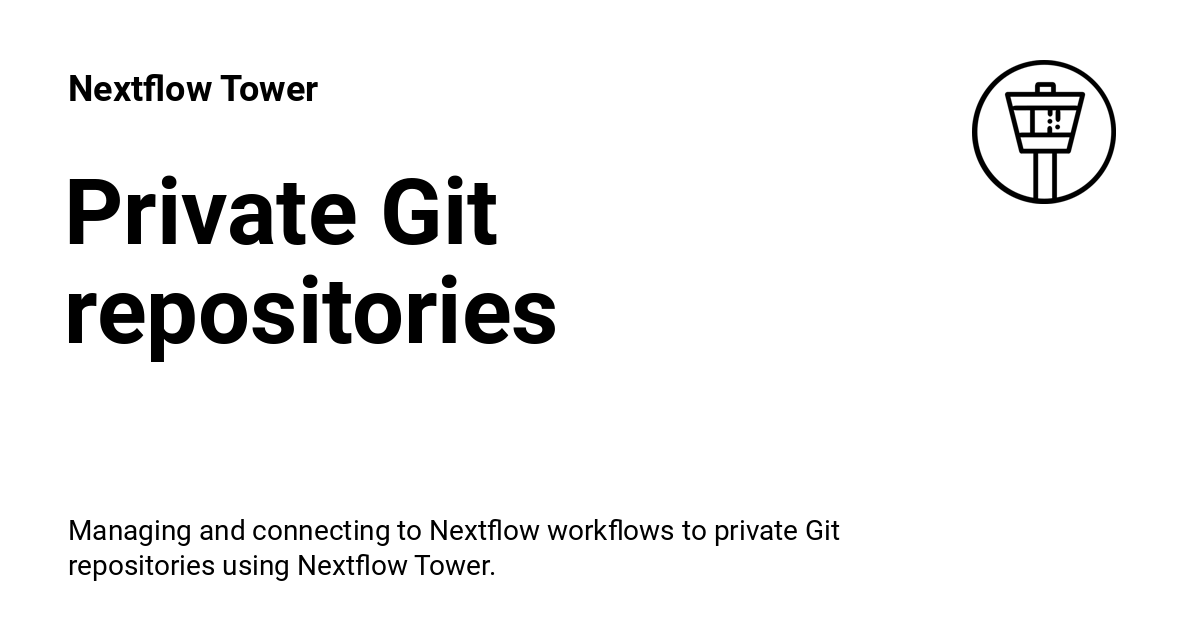 Nextflow Tower
Private Git
repositories
Managing and connecting to Nextflow workflows to private Git
repositories using Nextflow Tower.